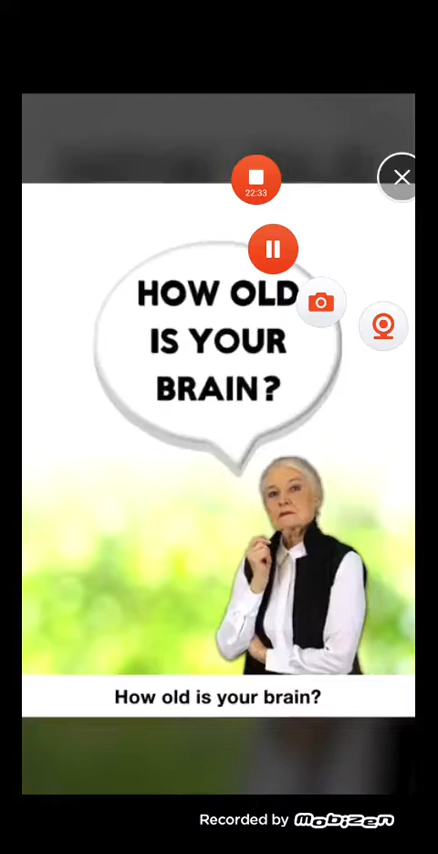 22:33
HOW OLD
IS YOUR
BRAIN?
How old is your brain?
Recorded by mobizen